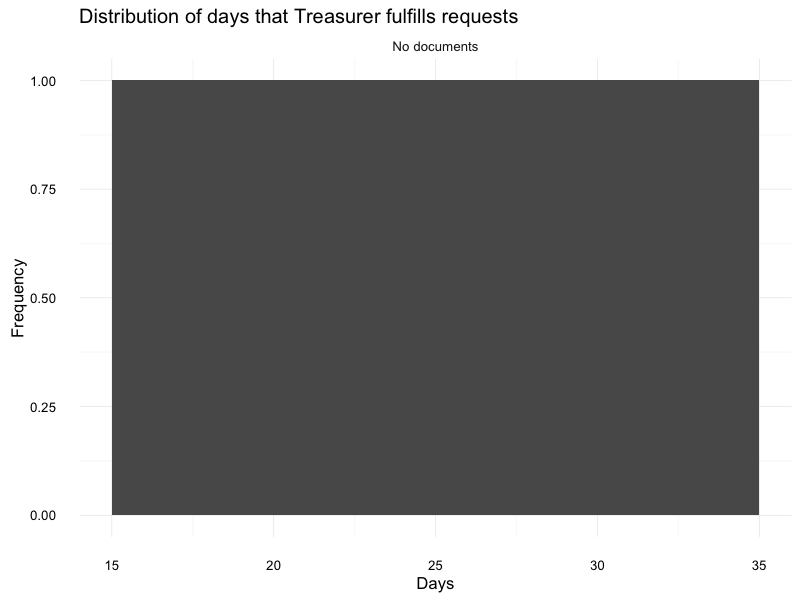 Distribution of days that Treasurer fulfills requests
No documents
1.00
0.75
0.50
0.25
0.00
Frequency
15 20 25 30 35
Days